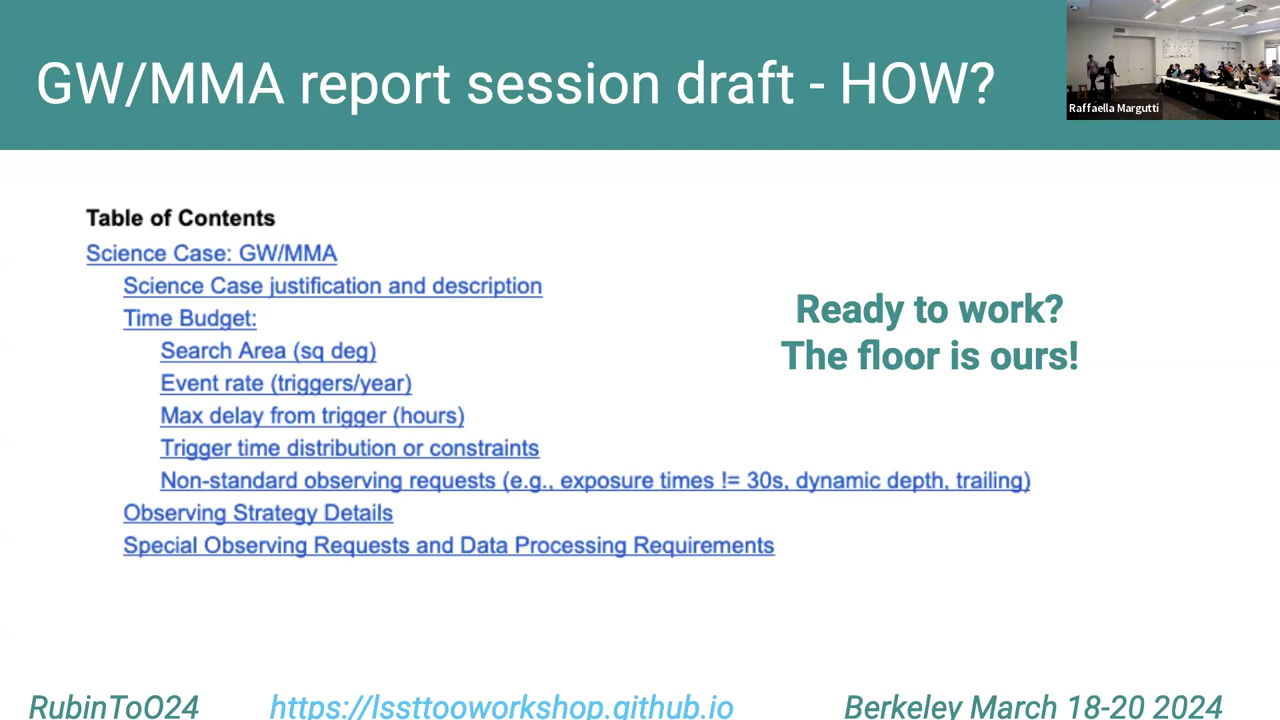 GW/MMA report session draft - HOW?
Raffaella Margutti
Table of Contents
Science Case: GW/MMA
Science Case justification and description
Time Budget:
Search Area (sq deg)
Event rate (triggers/year)
Max delay from trigger (hours)
Trigger time distribution or constraints
Non-standard observing requests (e.g., exposure times != 30s, dynamic depth, trailing)
Observing Strategy Details
Special Observing Requests and Data Processing Requirements
Ready to work?
The floor is ours!
RubinToO24
https://lssttooworkshop.github.io
Berkeley March 18-20 2024